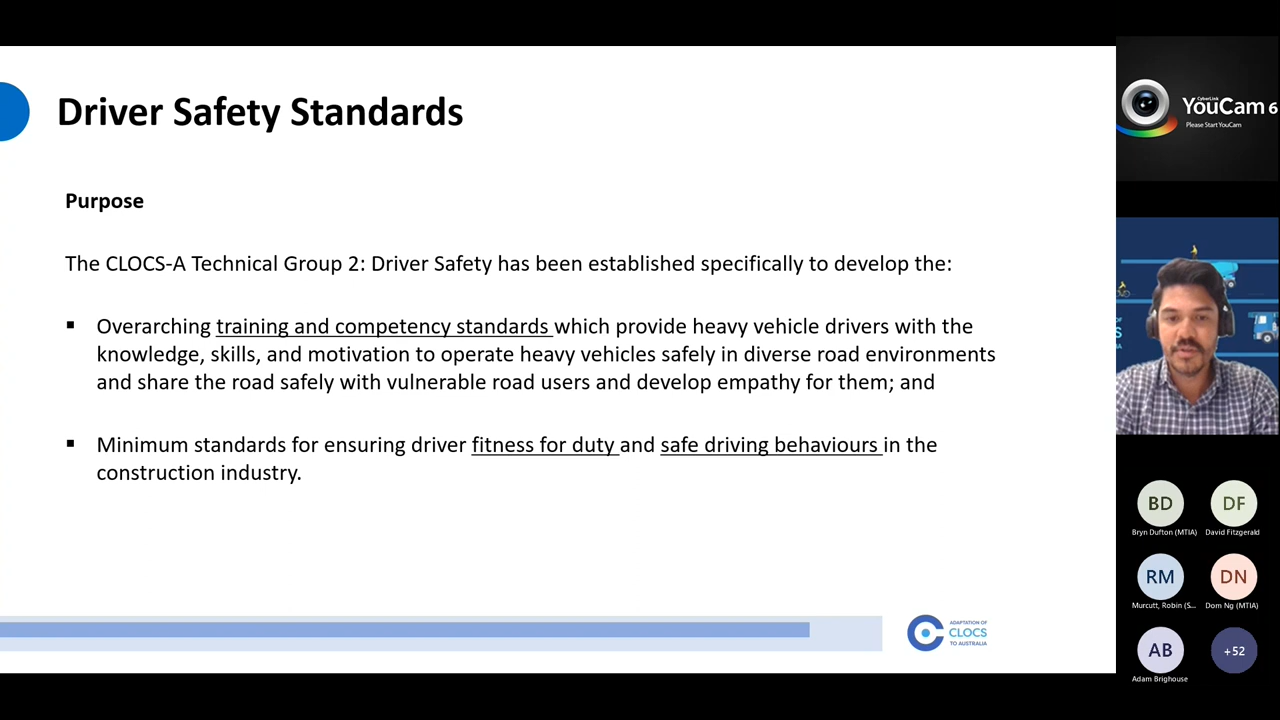 Driver Safety Standards
Purpose
The CLOCS-A Technical Group 2: Driver Safety has been established specifically to develop the:
▪ Overarching training and competency standards which provide heavy vehicle drivers with the
knowledge, skills, and motivation to operate heavy vehicles safely in diverse road environments
and share the road safely with vulnerable road users and develop empathy for them; and
▪ Minimum standards for ensuring driver fitness for duty and safe driving behaviours in the
construction industry.
ADAPTATION OF
CLOCS
TO AUSTRALIA
CyberLink
YouCam 6
Please Start YouCam
BD
DF
Bryn Dufton (MTIA)
David Fitzgerald
RM
DN
Murcutt, Robin (S...
Dom Ng (MTIA)
AB
+52
Adam Brighouse